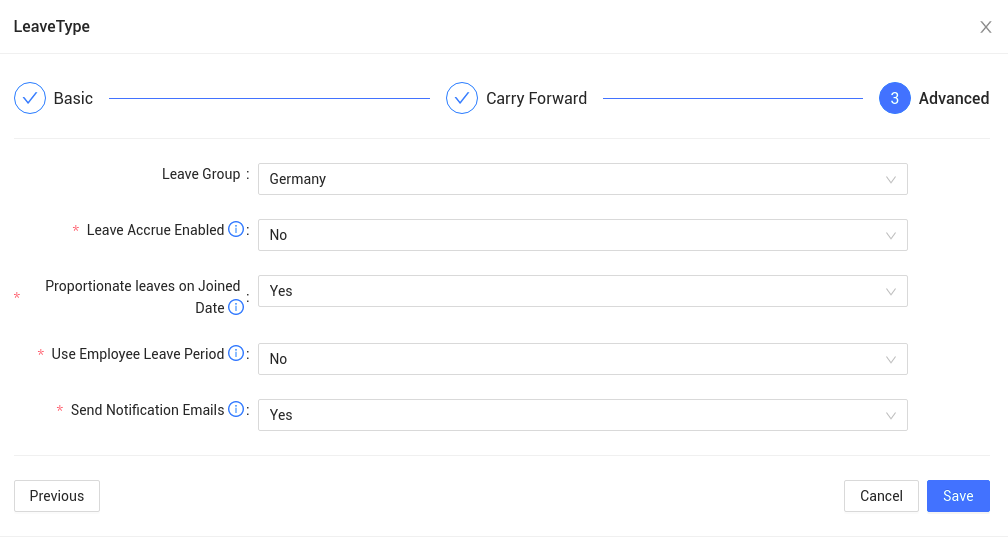 LeaveType
Basic
Carry Forward
3 Advanced
Leave Group :
Germany
* Leave Accrue Enabled :
No
* Proportionate leaves on Joined
Date :
Yes
* Use Employee Leave Period :
No
* Send Notification Emails :
Yes
Previous
Cancel
Save